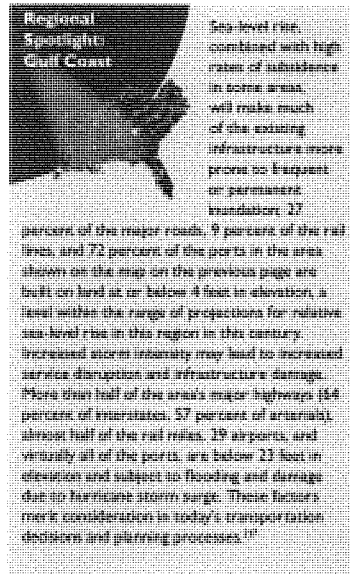 Regional
Spotlight:
Gulf Coast
Sea-level rise,
combined with high
rates of subsidence
in some areas,
will make much
of the existing
infrastructure more
prone to frequent
or permanent
inundation; 27
percent of the major roads, 9 percent of the rail
lines, and 72 percent of the ports in the area
shown on the map on the previous page are
built on land at or below 4 feet in elevation, a
level within the range of projections for relative
sea-level rise in this region in this century.
Increased storm intensity may lead to increased
service disruption and infrastructure damage.
More than half of the area's major highways (64
percent of interstates, 57 percent of arterials),
almost half of the rail miles, 29 airports, and
virtually all of the ports, are below 23 feet in
elevation and subject to flooding and damage
due to hurricane storm surge. These factors
merit consideration in today's transportation
decisions and planning processes.